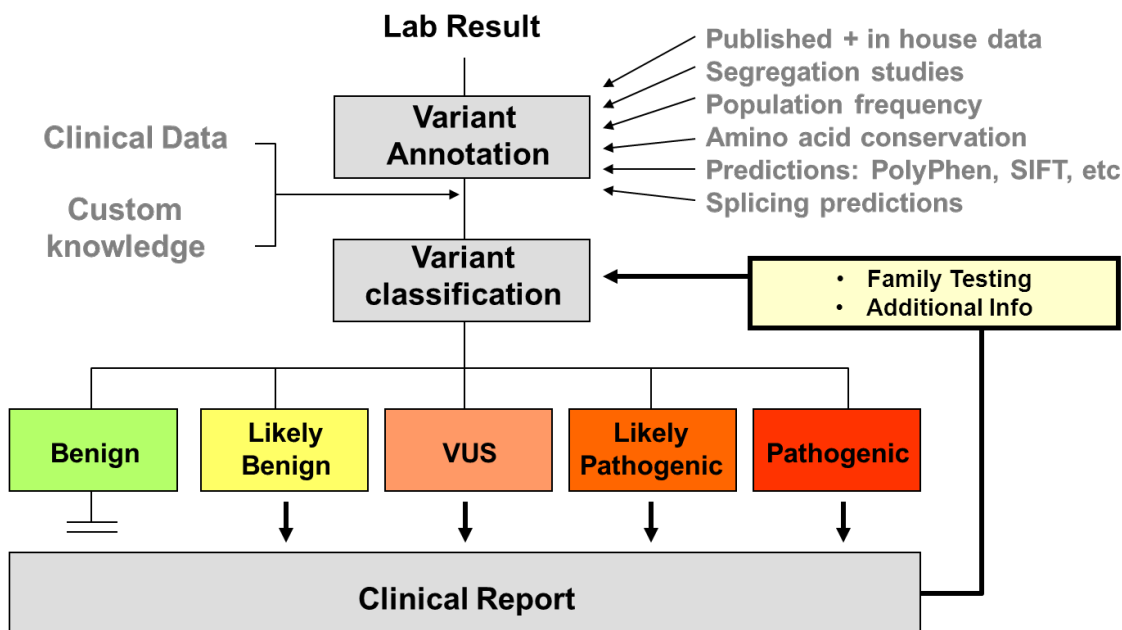 Lab Result
Published + in house data
Segregation studies
Population frequency
Amino acid conservation
Predictions: PolyPhen, SIFT, etc
Splicing predictions
Variant
Annotation
Clinical Data
Custom
knowledge
Variant
classification
• Family Testing
• Additional Info
Benign
Likely
Benign
VUS
Likely
Pathogenic
Pathogenic
Clinical Report